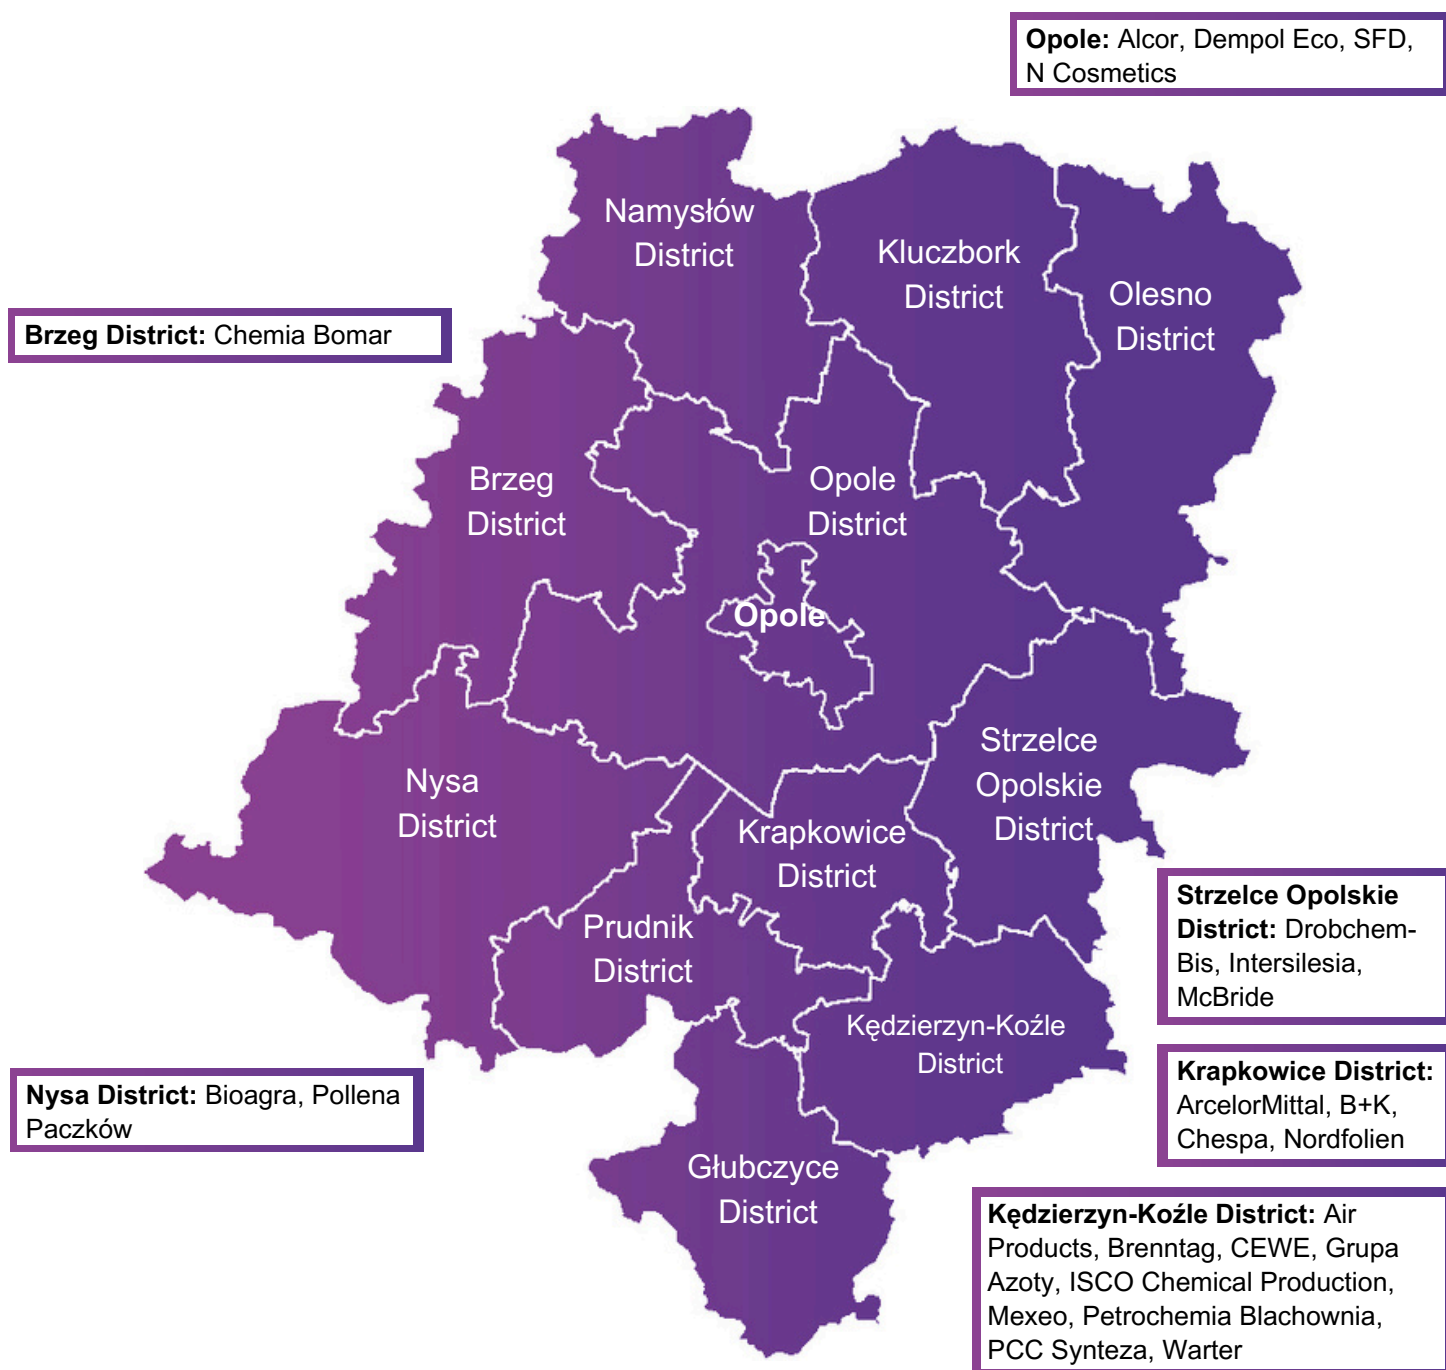 Opole: Alcor, Dempol Eco, SFD,
N Cosmetics
Namysłów
District
Kluczbork
District
Olesno
District
Brzeg District: Chemia Bomar
Brzeg
District
Opole
District
Opole
Strzelce
Opolskie
District
Nysa
District
Krapkowice
District
Prudnik
District
Strzelce Opolskie
District: Drobchem-
Bis, Intersilesia,
McBride
Kędzierzyn-Koźle
District
Krapkowice District:
ArcelorMittal, B+K,
Chespa, Nordfolien
Nysa District: Bioagra, Pollena
Paczków
Głubczyce
District
Kędzierzyn-Koźle District: Air
Products, Brenntag, CEWE, Grupa
Azoty, ISCO Chemical Production,
Mexeo, Petrochemia Blachownia,
PCC Synteza, Warter